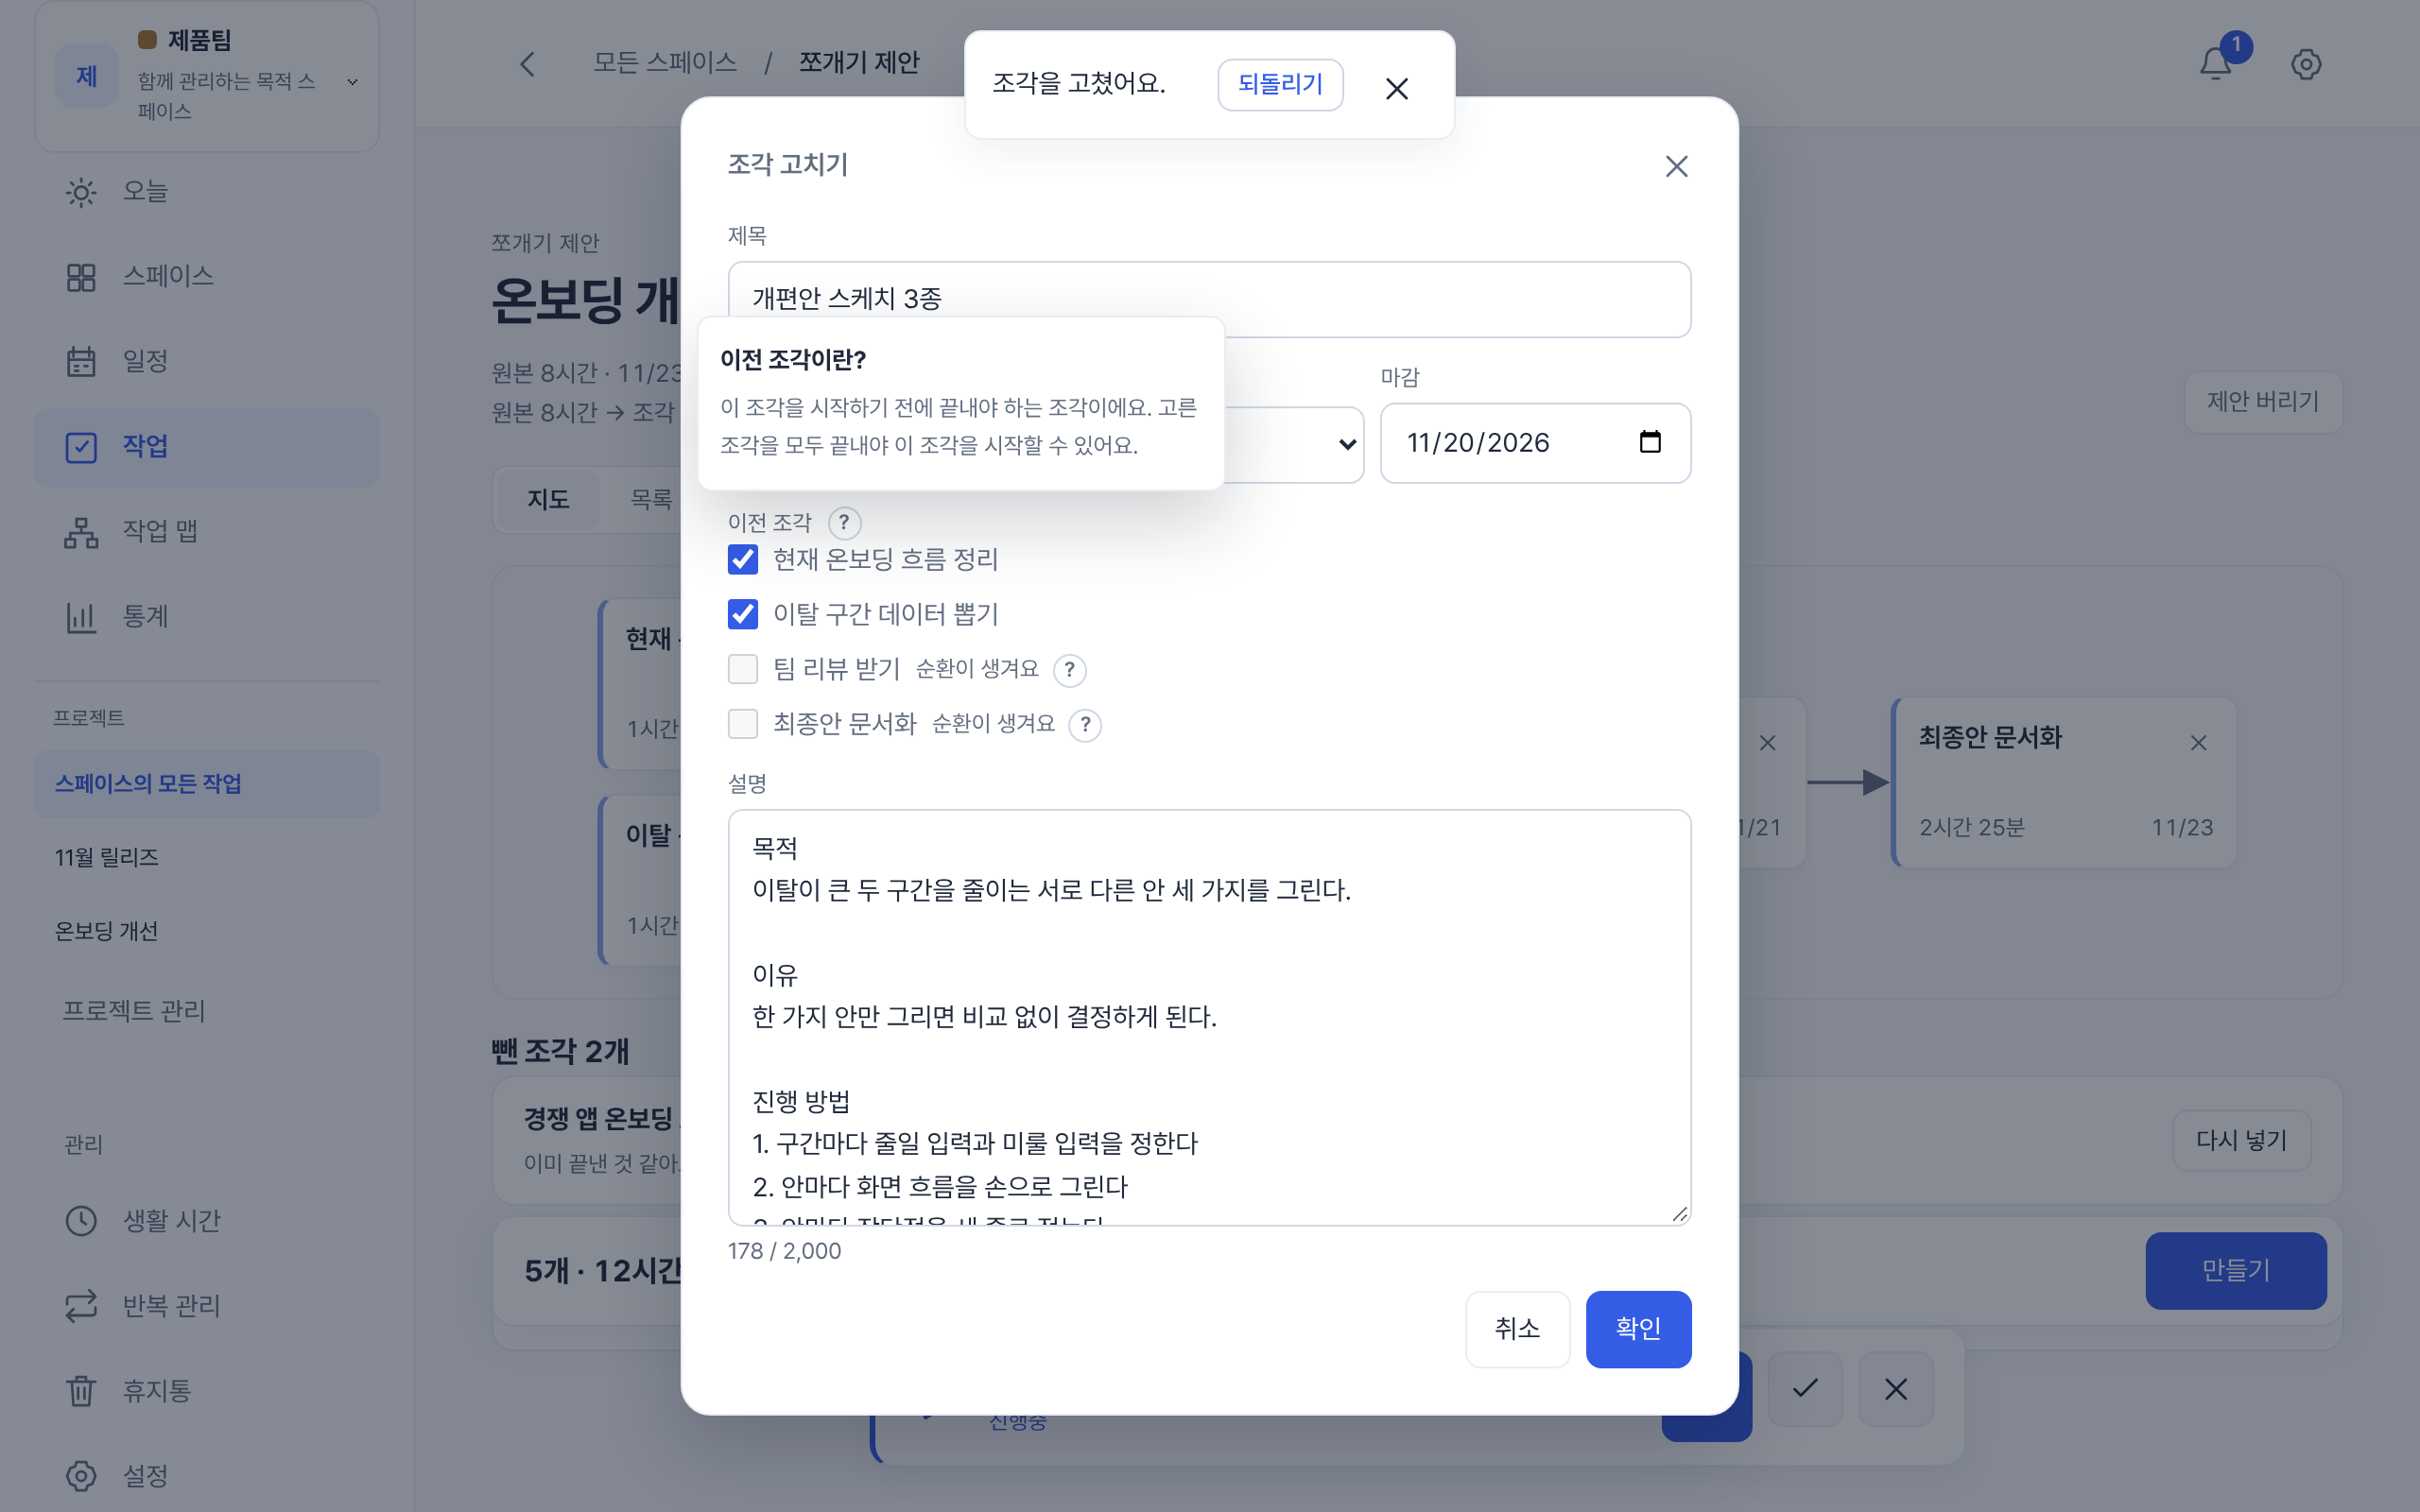 제품팀
제
함께 관리하는 목적 스
페이스
오늘
스페이스
일정
작업
작업 맵
통계
프로젝트
스페이스의 모든 작업
11월 릴리즈
온보딩 개선
프로젝트 관리
관리
생활 시간
반복 관리
휴지통
설정
모든 스페이스 / 쪼개기 제안
1
조각을 고쳤어요.
되돌리기
쪼개기 제안
온보딩 개
원본 8시간 · 11/23
원본 8시간 → 조각
제안 버리기
지도
목록
현재
1시간
이탈
1시간
1/21
최종안 문서화
2시간 25분
11/23
뺀 조각 2개
경쟁 앱 온보딩
이미 끝낸 것 같아
다시 넣기
5개 · 12시간
만들기
진행중
조각 고치기
제목
개편안 스케치 3종
이전 조각이란?
이 조각을 시작하기 전에 끝내야 하는 조각이에요. 고른
조각을 모두 끝내야 이 조각을 시작할 수 있어요.
마감
11/20/2026
이전 조각 ?
현재 온보딩 흐름 정리
이탈 구간 데이터 뽑기
팀 리뷰 받기 순환이 생겨요 ?
최종안 문서화 순환이 생겨요 ?
설명
목적
이탈이 큰 두 구간을 줄이는 서로 다른 안 세 가지를 그린다.
이유
한 가지 안만 그리면 비교 없이 결정하게 된다.
진행 방법
1. 구간마다 줄일 입력과 미룰 입력을 정한다
2. 안마다 화면 흐름을 손으로 그린다
178 / 2,000
취소
확인